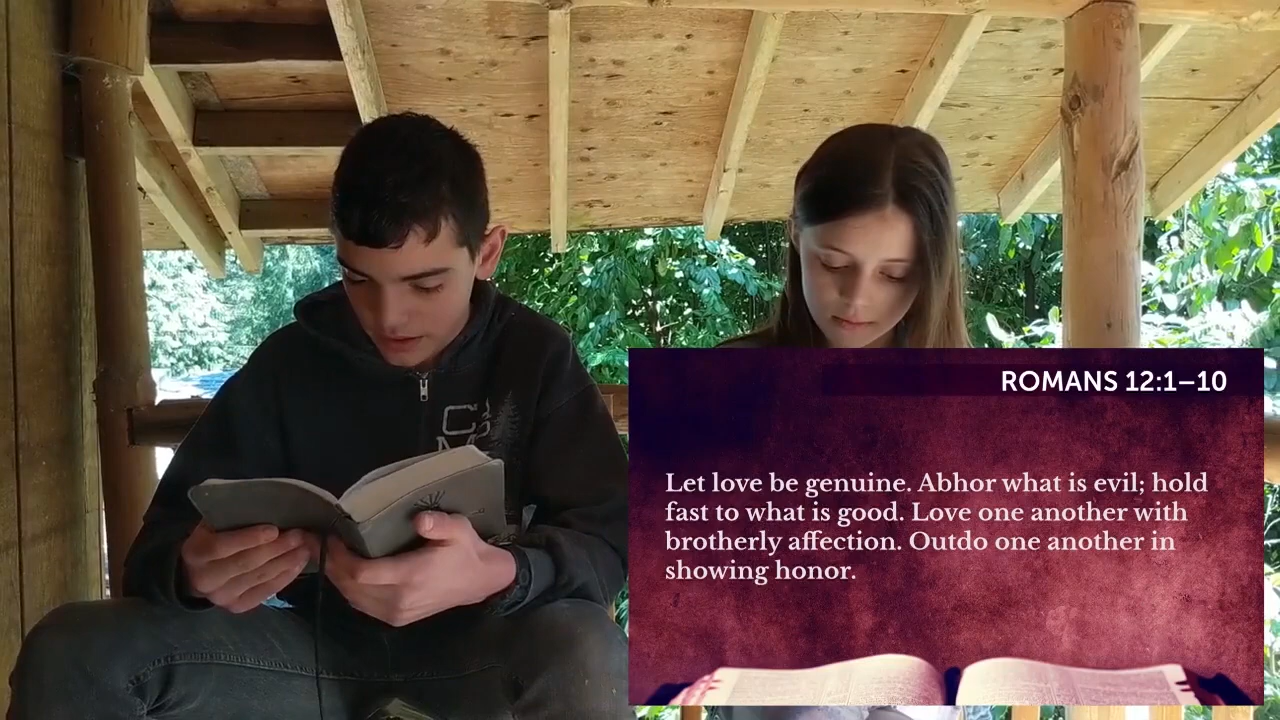 ROMANS 12:1–10
Let love be genuine. Abhor what is evil; hold
fast to what is good. Love one another with
brotherly affection. Outdo one another in
showing honor.